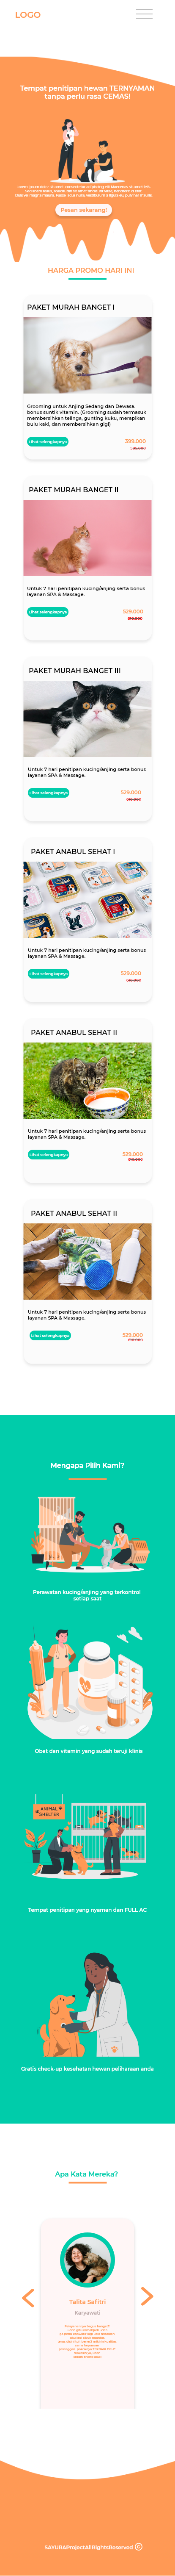 LOGO
Tempat penitipan hewan TERNYAMAN
tanpa perlu rasa CEMAS!
Pesan sekarang!
HARGA PROMO HARI INI
PAKET MURAH BANGET I
Grooming untuk Anjing Sedang dan Dewasa.
bonus suntik vitamin. (Grooming sudah termasuk
membersihkan telinga, gunting kuku, merapikan
bulu kaki, dan membersihkan gigi)
Lihat selengkapnya
399.000
PAKET MURAH BANGET II
Untuk 7 hari penitipan kucing/anjing serta bonus
layanan SPA & Massage.
Lihat selengkapnya
529.000
PAKET MURAH BANGET III
Untuk 7 hari penitipan kucing/anjing serta bonus
layanan SPA & Massage.
Lihat selengkapnya
529.000
PAKET ANABUL SEHAT I
Untuk 7 hari penitipan kucing/anjing serta bonus
layanan SPA & Massage.
Lihat selengkapnya
529.000
PAKET ANABUL SEHAT II
Untuk 7 hari penitipan kucing/anjing serta bonus
layanan SPA & Massage.
Lihat selengkapnya
529.000
PAKET ANABUL SEHAT II
Untuk 7 hari penitipan kucing/anjing serta bonus
layanan SPA & Massage.
Lihat selengkapnya
529.000
Mengapa Pilih Kami?
Perawatan kucing/anjing yang terkontrol
setiap saat
Obat dan vitamin yang sudah teruji klinis
ANIMAL
SHELTER
Tempat penitipan yang nyaman dan FULL AC
Gratis check-up kesehatan hewan peliharaan anda
Apa Kata Mereka?
Talita Safitri
Karyawati
SAYURAProjectAllRightsReserved ©